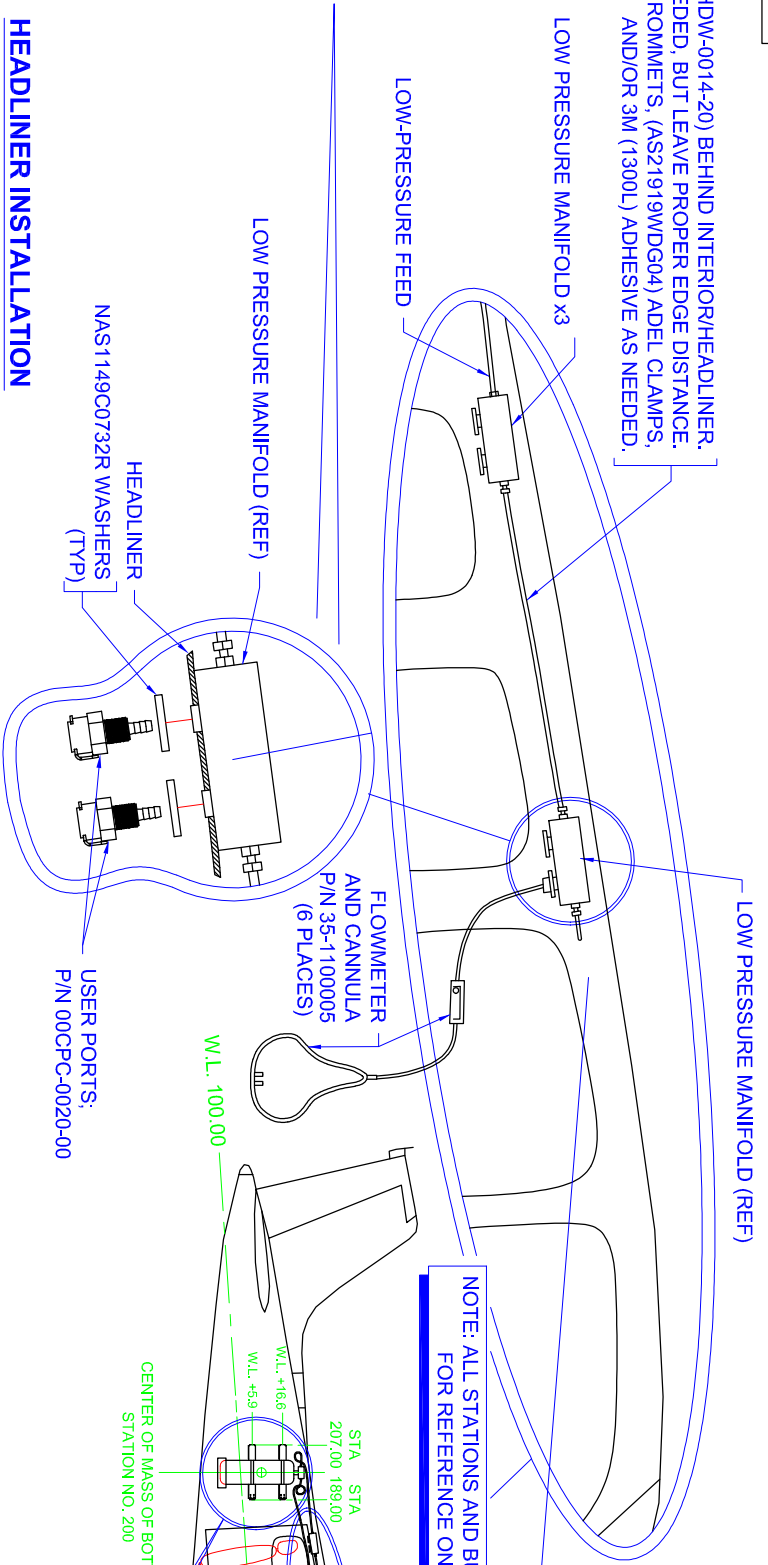 HDW-0014-20) BEHIND INTERIOR/HEADLINER.
EDED, BUT LEAVE PROPER EDGE DISTANCE.
ROMMETS, (AS21919WDG04) ADEL CLAMPS,
AND/OR 3M (1300L) ADHESIVE AS NEEDED.
LOW PRESSURE MANIFOLD x3
LOW-PRESSURE FEED
LOW PRESSURE MANIFOLD (REF)
LOW PRESSURE MANIFOLD (REF)
HEADLINER
NAS1149C0732R WASHERS
(TYP)
HEADLINER INSTALLATION
FLOWMETER
AND CANNULA
P/N 35-1100005
(6 PLACES)
USER PORTS;
P/N 00CPC-0020-00
NOTE: ALL STATIONS AND BU
FOR REFERENCE ON
W.L. 100.00
W.L. +16.6
W.L. +5.9
STA
207.00
STA
189.00
CENTER OF MASS OF BOT
STATION NO. 200